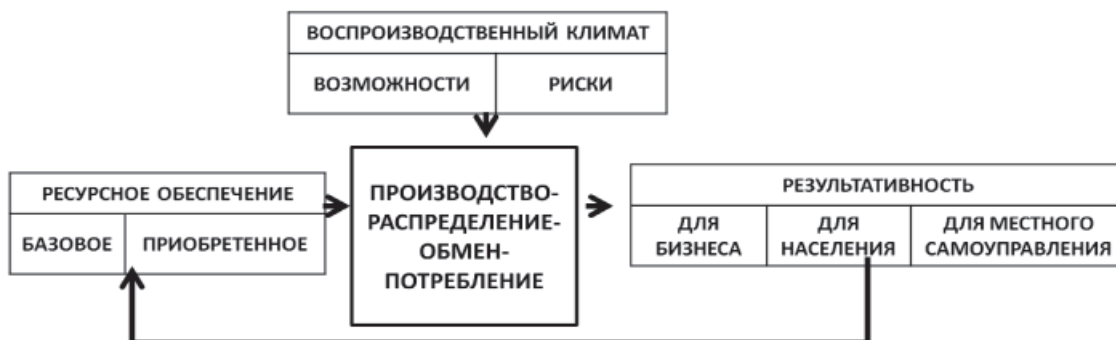 ВОСПРОИЗВОДСТВЕННЫЙ КЛИМАТ
ВОЗМОЖНОСТИ
РИСКИ
РЕСУРСНОЕ ОБЕСПЕЧЕНИЕ
БАЗОВОЕ
ПРИОБРЕТЕННОЕ
ПРОИЗВОДСТВО-
РАСПРЕДЕЛЕНИЕ-
ОБМЕН-
ПОТРЕБЛЕНИЕ
РЕЗУЛЬТАТИВНОСТЬ
ДЛЯ
БИЗНЕСА
ДЛЯ
НАСЕЛЕНИЯ
ДЛЯ МЕСТНОГО
САМОУПРАВЛЕНИЯ